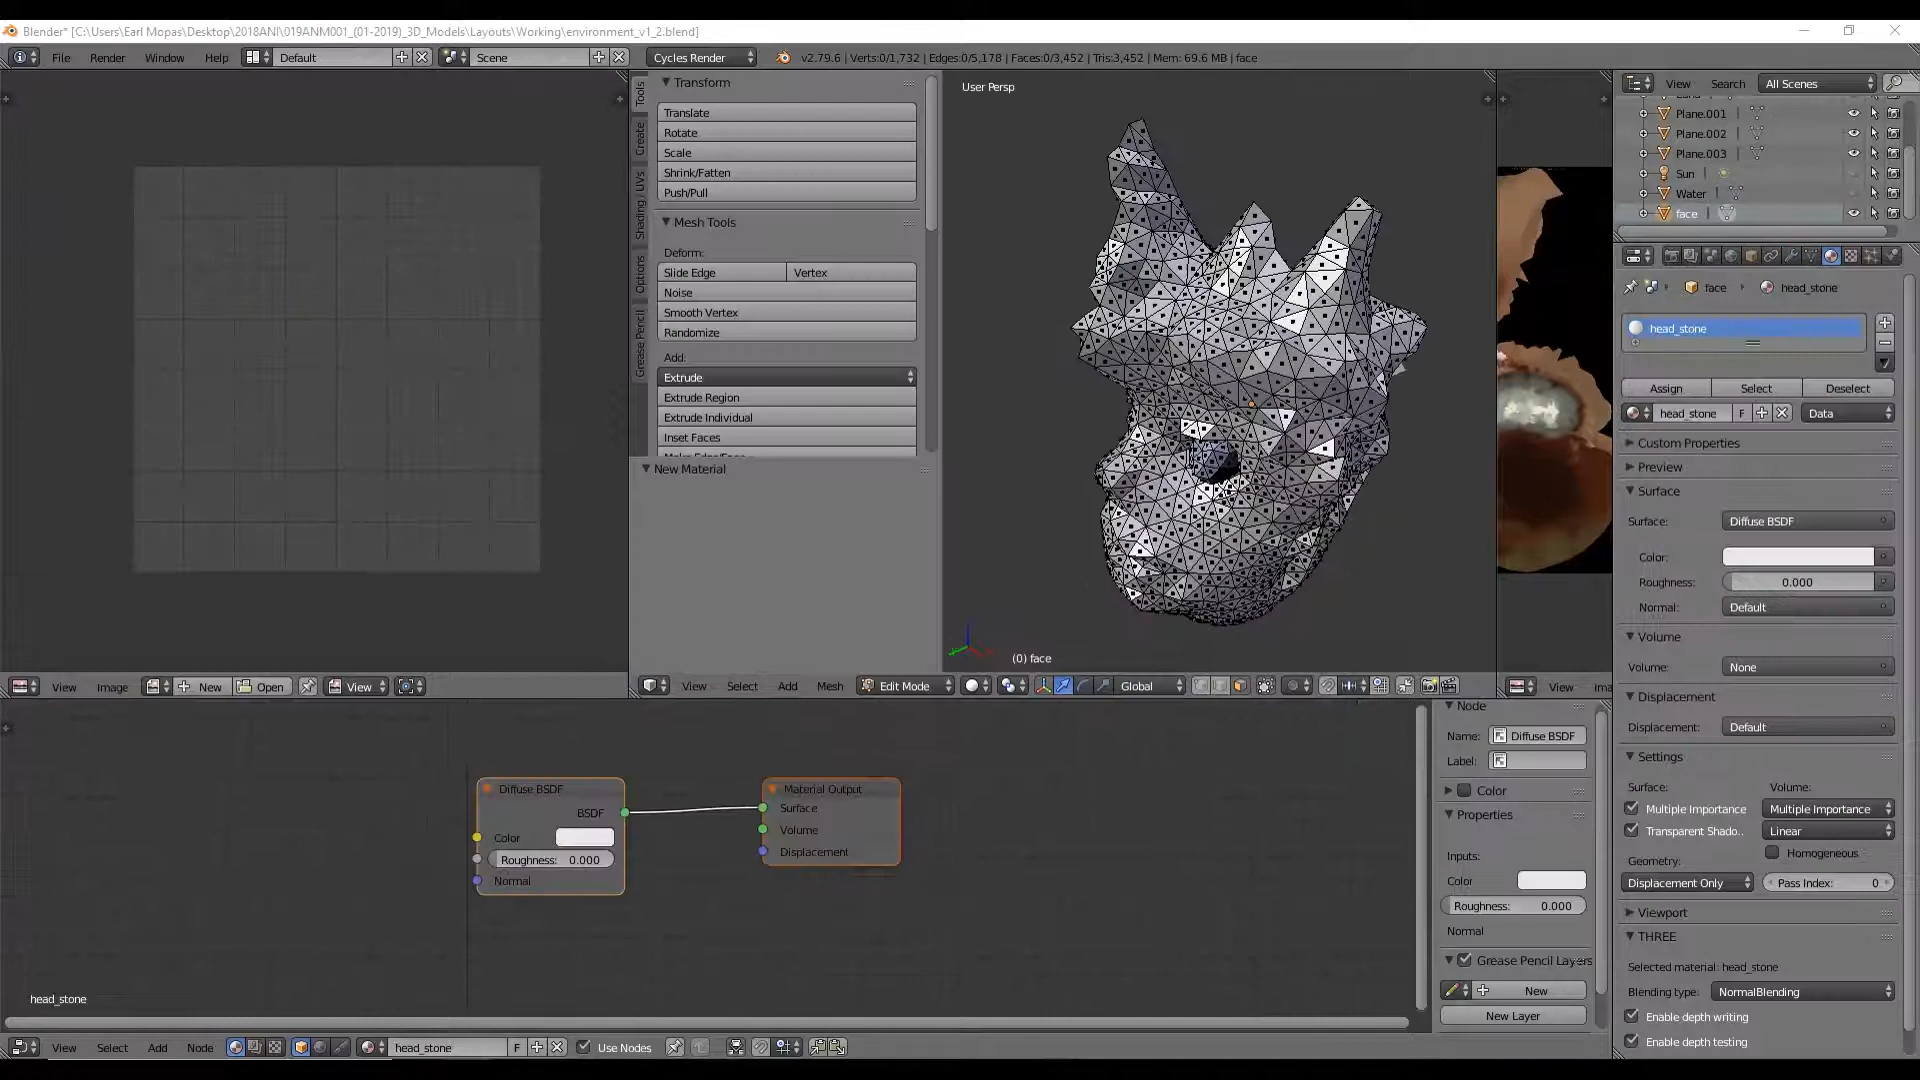 Blender* [C:\Users\Earl Mopas\Desktop\2018ANI\019ANM001_(01-2019)_3D_Models\Layouts\Working\environment_v1_2.blend]
File Render Window Help Default Scene Cycles Render v2.79.6 | Verts:0/1,732 | Edges:0/5,178 | Faces:0/3,452 | Tris:3,452 | Mem: 69.6 MB | face
Tools
Create
Shading / UVs
Options
Grease Pencil
Transform
Translate
Rotate
Scale
Shrink/Fatten
Push/Pull
Mesh Tools
Deform:
Slide Edge Vertex
Noise
Smooth Vertex
Randomize
Add:
Extrude
Extrude Region
Extrude Individual
Inset Faces
Make Edge/Face
New Material
User Persp
(0) face
View Search All Scenes
Plane.001
Plane.002
Plane.003
Sun
Water
face
face head_stone
head_stone
Assign Select Deselect
head_stone F Data
Custom Properties
Preview
Surface
Surface: Diffuse BSDF
Color:
Roughness: 0.000
Normal: Default
Volume
Volume: None
Displacement
Displacement: Default
Settings
Surface: Volume:
Multiple Importance Multiple Importance
Transparent Shado.. Linear
Homogeneous
Geometry:
Displacement Only Pass Index: 0
Viewport
THREE
Selected material: head_stone
Blending type: NormalBlending
Enable depth writing
Enable depth testing
View Image New Open View
View Select Add Mesh Edit Mode Global
View Ima
Diffuse BSDF
BSDF
Color
Roughness: 0.000
Normal
Material Output
Surface
Volume
Displacement
Node
Name: Diffuse BSDF
Label:
Color
Properties
Inputs:
Color
Roughness: 0.000
Normal
Grease Pencil Layers
New
New Layer
head_stone
View Select Add Node head_stone F Use Nodes